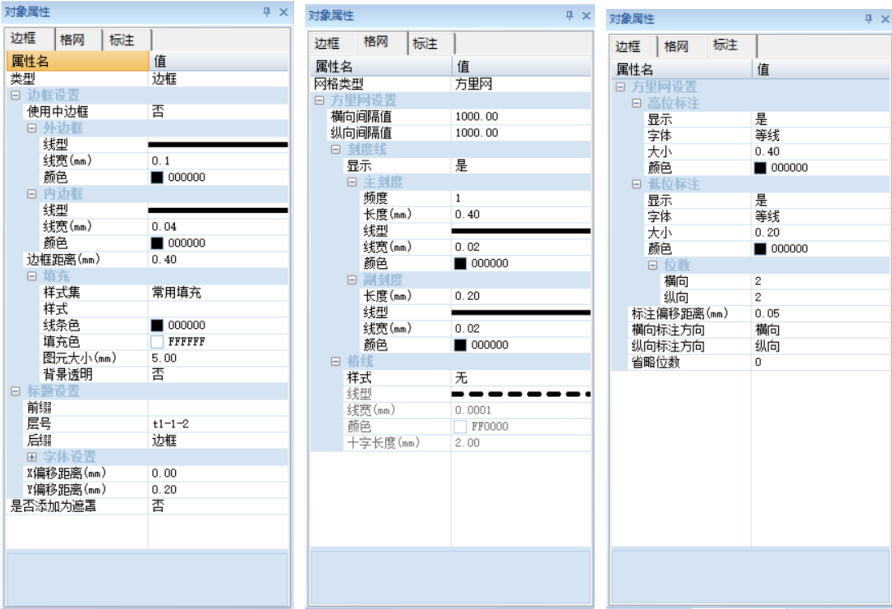 对象属性
边框 格网 标注
属性名 值
类型 边框
边框设置
使用中边框 否
外边框
线型
线宽(mm) 0.1
颜色 000000
内边框
线型
线宽(mm) 0.04
颜色 000000
边框距离(mm) 0.40
填充
样式集 常用填充
样式
线条色 000000
填充色 FFFFFF
图元大小(mm) 5.00
背景透明 否
标题设置
前缀
层号 t1-1-2
后缀 边框
字体设置
X偏移距离(mm) 0.00
Y偏移距离(mm) 0.20
是否添加为遮罩 否
对象属性
边框 格网 标注
属性名 值
网格类型 方里网
方里网设置
横向间隔值 1000.00
纵向间隔值 1000.00
刻度线
显示 是
主刻度
频度 1
长度(mm) 0.40
线型
线宽(mm) 0.02
颜色 000000
副刻度
长度(mm) 0.20
线型
线宽(mm) 0.02
颜色 000000
格线
样式 无
线型
线宽(mm) 0.0001
颜色 FF0000
十字长度(mm) 2.00
对象属性
边框 格网 标注
属性名 值
方里网设置
高位标注
显示 是
字体 等线
大小 0.40
颜色 000000
低位标注
显示 是
字体 等线
大小 0.20
颜色 000000
位数
横向 2
纵向 2
标注偏移距离(mm) 0.05
横向标注方向 横向
纵向标注方向 纵向
省略位数 0